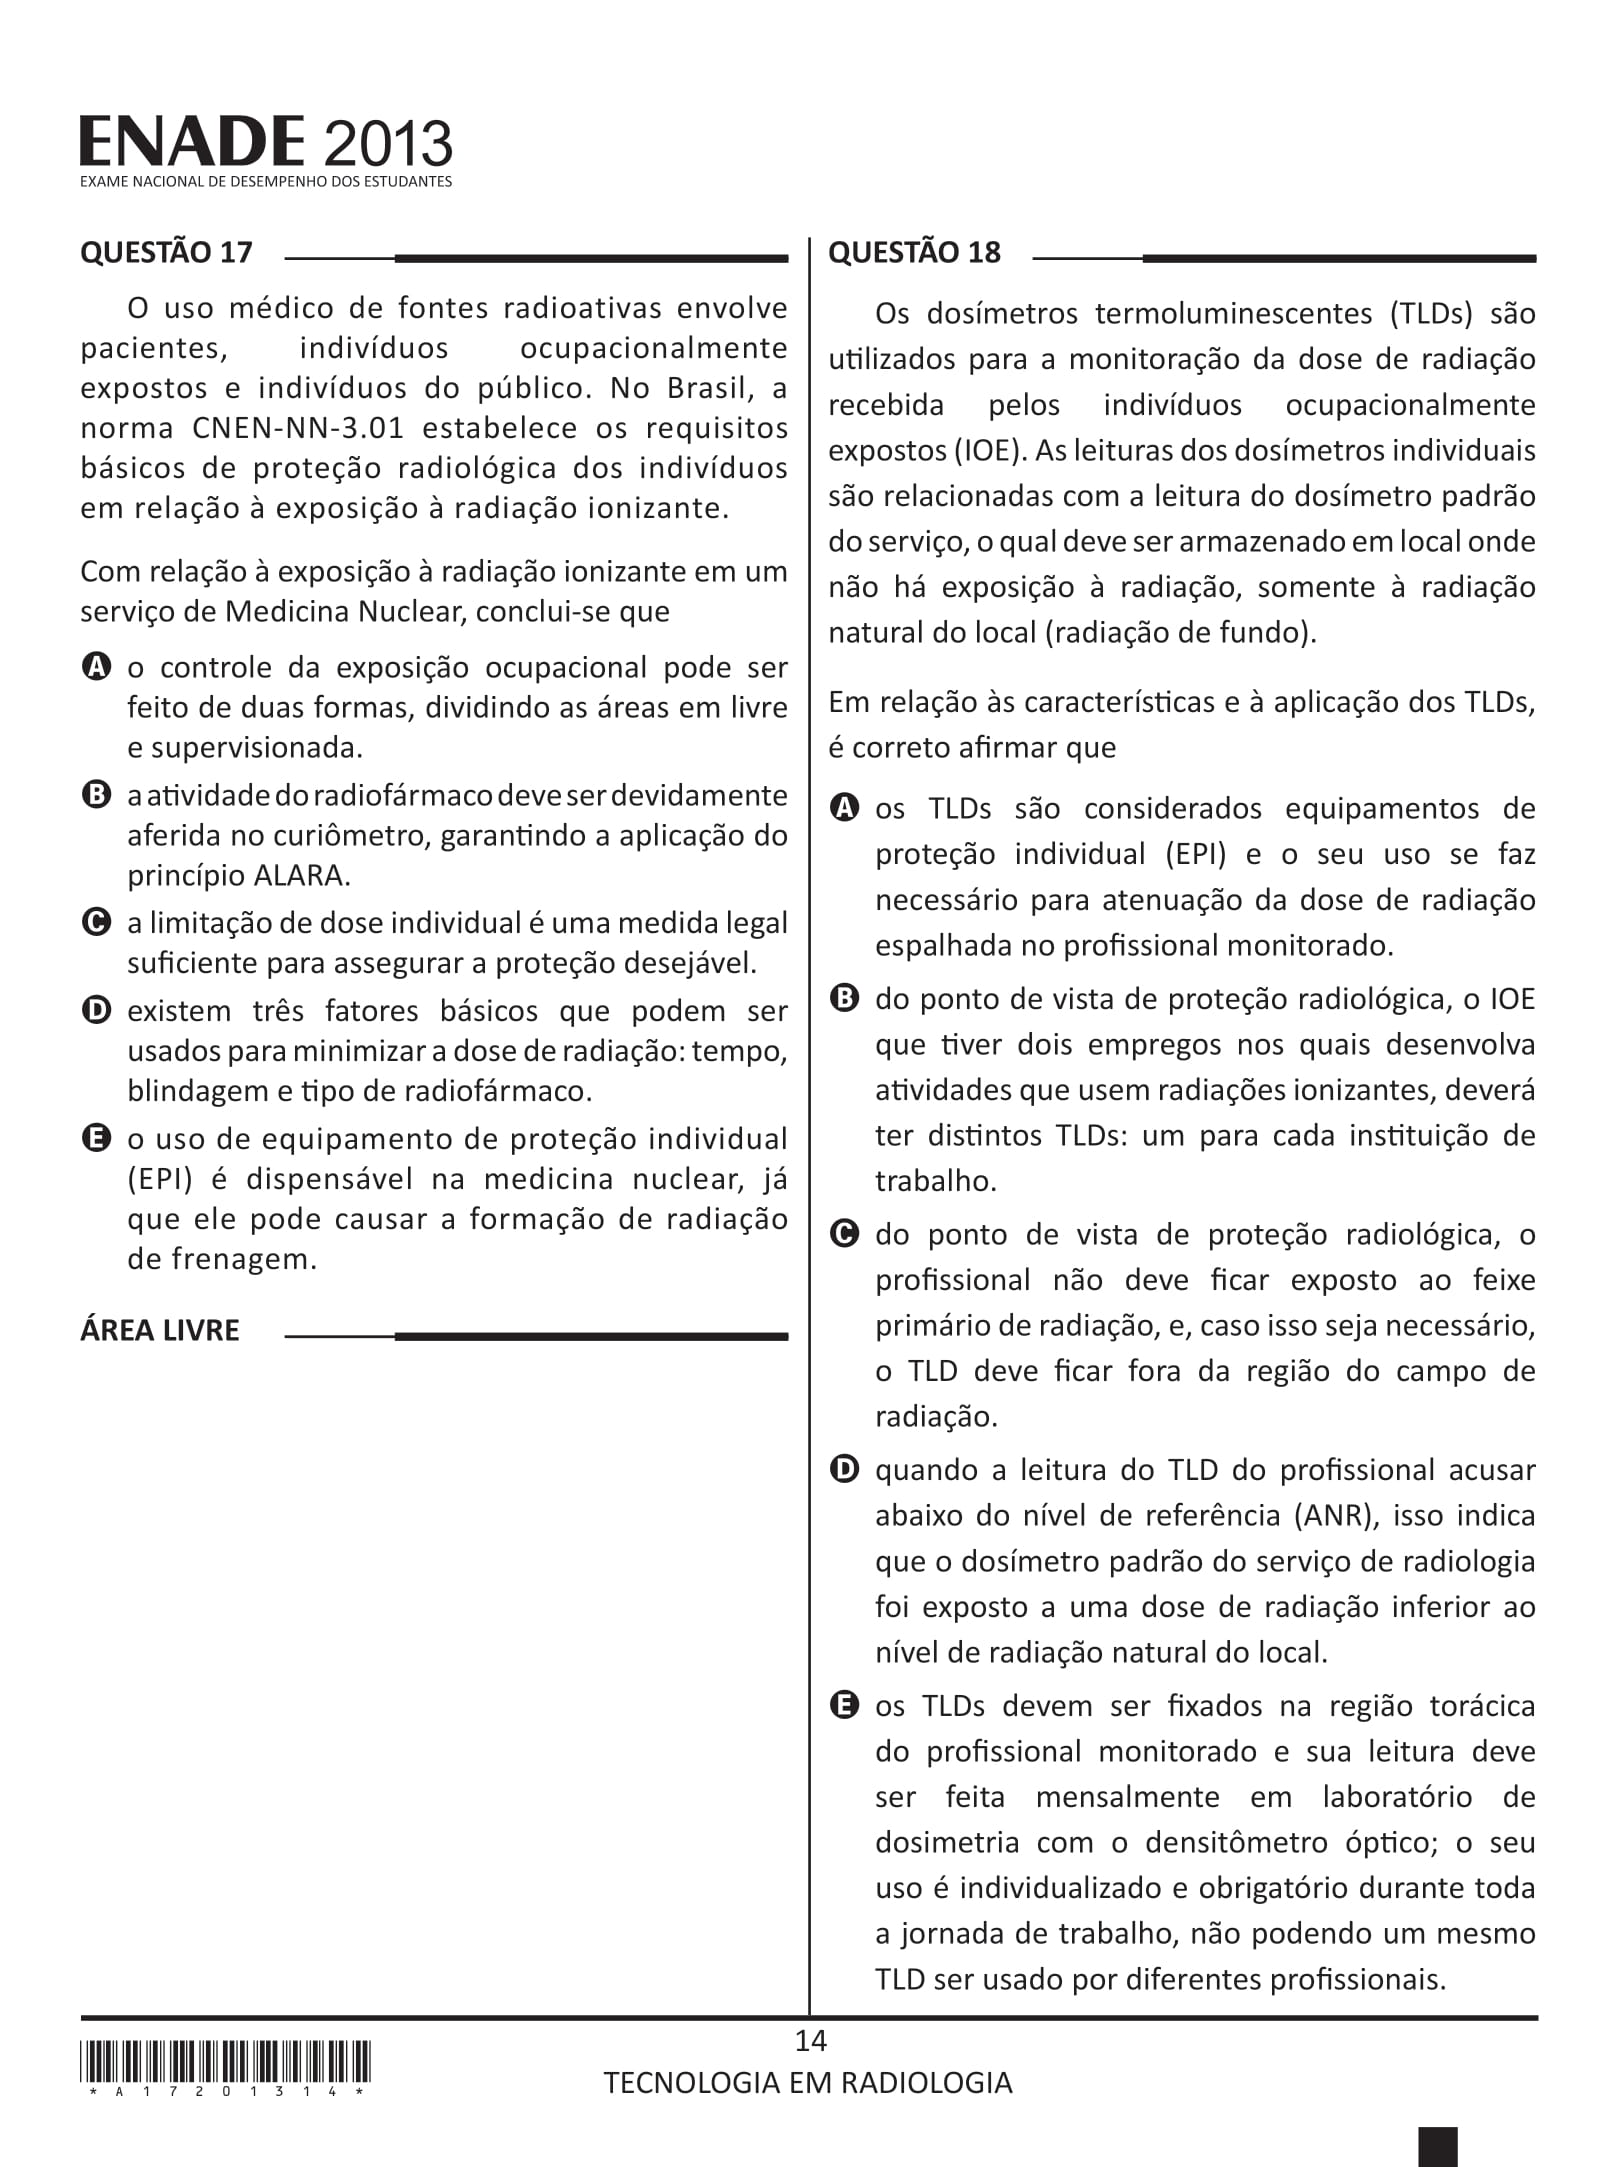 ENADE 2013
EXAME NACIONAL DE DESEMPENHO DOS ESTUDANTES
QUESTÃO 17
O uso médico de fontes radioativas envolve
pacientes, indivíduos ocupacionalmente
expostos e indivíduos do público. No Brasil, a
norma CNEN-NN-3.01 estabelece os requisitos
básicos de proteção radiológica dos indivíduos
em relação à exposição à radiação ionizante.
Com relação à exposição à radiação ionizante em um
serviço de Medicina Nuclear, conclui-se que
A o controle da exposição ocupacional pode ser
feito de duas formas, dividindo as áreas em livre
e supervisionada.
B a atividade do radiofármaco deve ser devidamente
aferida no curiômetro, garantindo a aplicação do
princípio ALARA.
C a limitação de dose individual é uma medida legal
suficiente para assegurar a proteção desejável.
D existem três fatores básicos que podem ser
usados para minimizar a dose de radiação: tempo,
blindagem e tipo de radiofármaco.
E o uso de equipamento de proteção individual
(EPI) é dispensável na medicina nuclear, já
que ele pode causar a formação de radiação
de frenagem.
ÁREA LIVRE
QUESTÃO 18
Os dosímetros termoluminescentes (TLDs) são
utilizados para a monitoração da dose de radiação
recebida pelos indivíduos ocupacionalmente
expostos (IOE). As leituras dos dosímetros individuais
são relacionadas com a leitura do dosímetro padrão
do serviço, o qual deve ser armazenado em local onde
não há exposição à radiação, somente à radiação
natural do local (radiação de fundo).
Em relação às características e à aplicação dos TLDs,
é correto afirmar que
A os TLDs são considerados equipamentos de
proteção individual (EPI) e o seu uso se faz
necessário para atenuação da dose de radiação
espalhada no profissional monitorado.
B do ponto de vista de proteção radiológica, o IOE
que tiver dois empregos nos quais desenvolva
atividades que usem radiações ionizantes, deverá
ter distintos TLDs: um para cada instituição de
trabalho.
C do ponto de vista de proteção radiológica, o
profissional não deve ficar exposto ao feixe
primário de radiação, e, caso isso seja necessário,
o TLD deve ficar fora da região do campo de
radiação.
D quando a leitura do TLD do profissional acusar
abaixo do nível de referência (ANR), isso indica
que o dosímetro padrão do serviço de radiologia
foi exposto a uma dose de radiação inferior ao
nível de radiação natural do local.
E os TLDs devem ser fixados na região torácica
do profissional monitorado e sua leitura deve
ser feita mensalmente em laboratório de
dosimetria com o densitômetro óptico; o seu
uso é individualizado e obrigatório durante toda
a jornada de trabalho, não podendo um mesmo
TLD ser usado por diferentes profissionais.
14
TECNOLOGIA EM RADIOLOGIA
* A 1 7 2 0 1 3 1 4 *